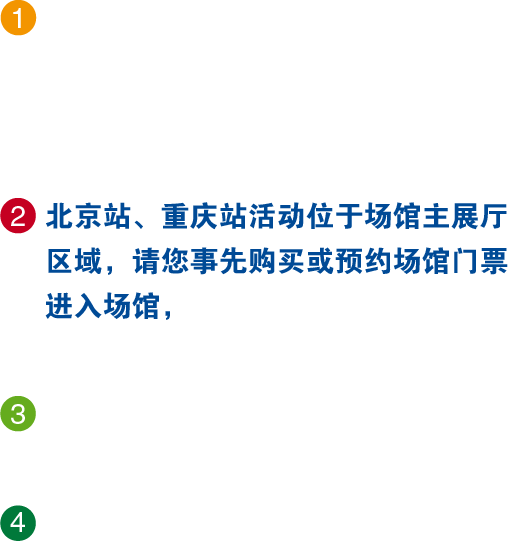 1
2 北京站、重庆站活动位于场馆主展厅
区域，请您事先购买或预约场馆门票
进入场馆，
3
4